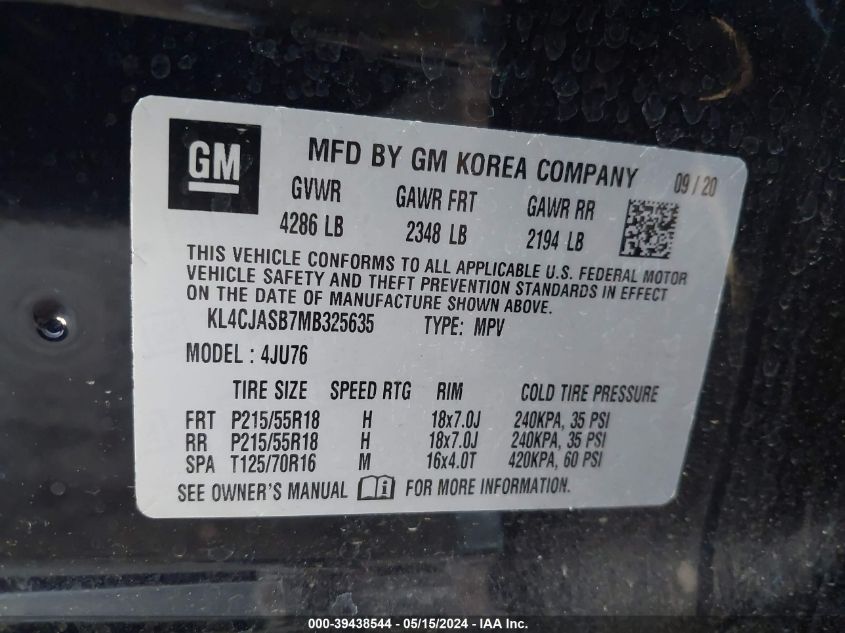 GM
MFD BY GM KOREA COMPANY 09/20
GVWR GAWR FRT GAWR RR
4286 LB 2348 LB 2194 LB
THIS VEHICLE CONFORMS TO ALL APPLICABLE U.S. FEDERAL MOTOR
VEHICLE SAFETY AND THEFT PREVENTION STANDARDS IN EFFECT
ON THE DATE OF MANUFACTURE SHOWN ABOVE.
KL4CJASB7MB325635 TYPE: MPV
MODEL : 4JU76
TIRE SIZE SPEED RTG RIM COLD TIRE PRESSURE
FRT P215/55R18 H 18x7.0J 240KPA, 35 PSI
RR P215/55R18 H 18x7.0J 240KPA, 35 PSI
SPA T125/70R16 M 16x4.0T 420KPA, 60 PSI
SEE OWNER'S MANUAL i FOR MORE INFORMATION.
000-39438544 - 05/15/2024 - IAA Inc.